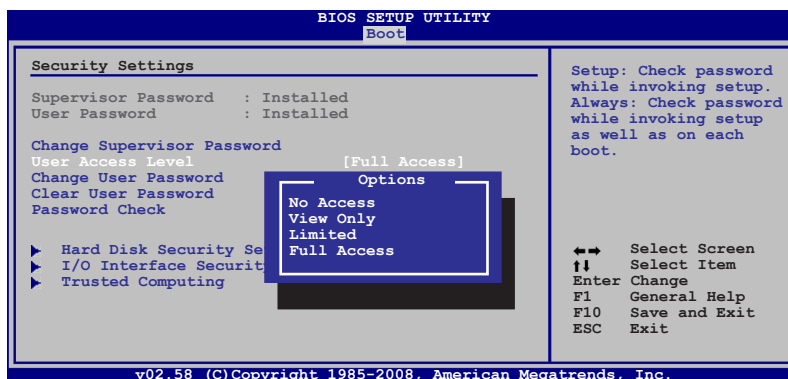 BIOS SETUP UTILITY
Boot
Security Settings
Supervisor Password : Installed
User Password : Installed
Change Supervisor Password
User Access Level [Full Access]
Change User Password
Clear User Password
Password Check
Hard Disk Security Se
I/O Interface Securit
Trusted Computing
Options
No Access
View Only
Limited
Full Access
Setup: Check password
while invoking setup.
Always: Check password
while invoking setup
as well as on each
boot.
Select Screen
Select Item
Enter Change
F1 General Help
F10 Save and Exit
ESC Exit
v02.58 (C)Copyright 1985-2008, American Megatrends, Inc.